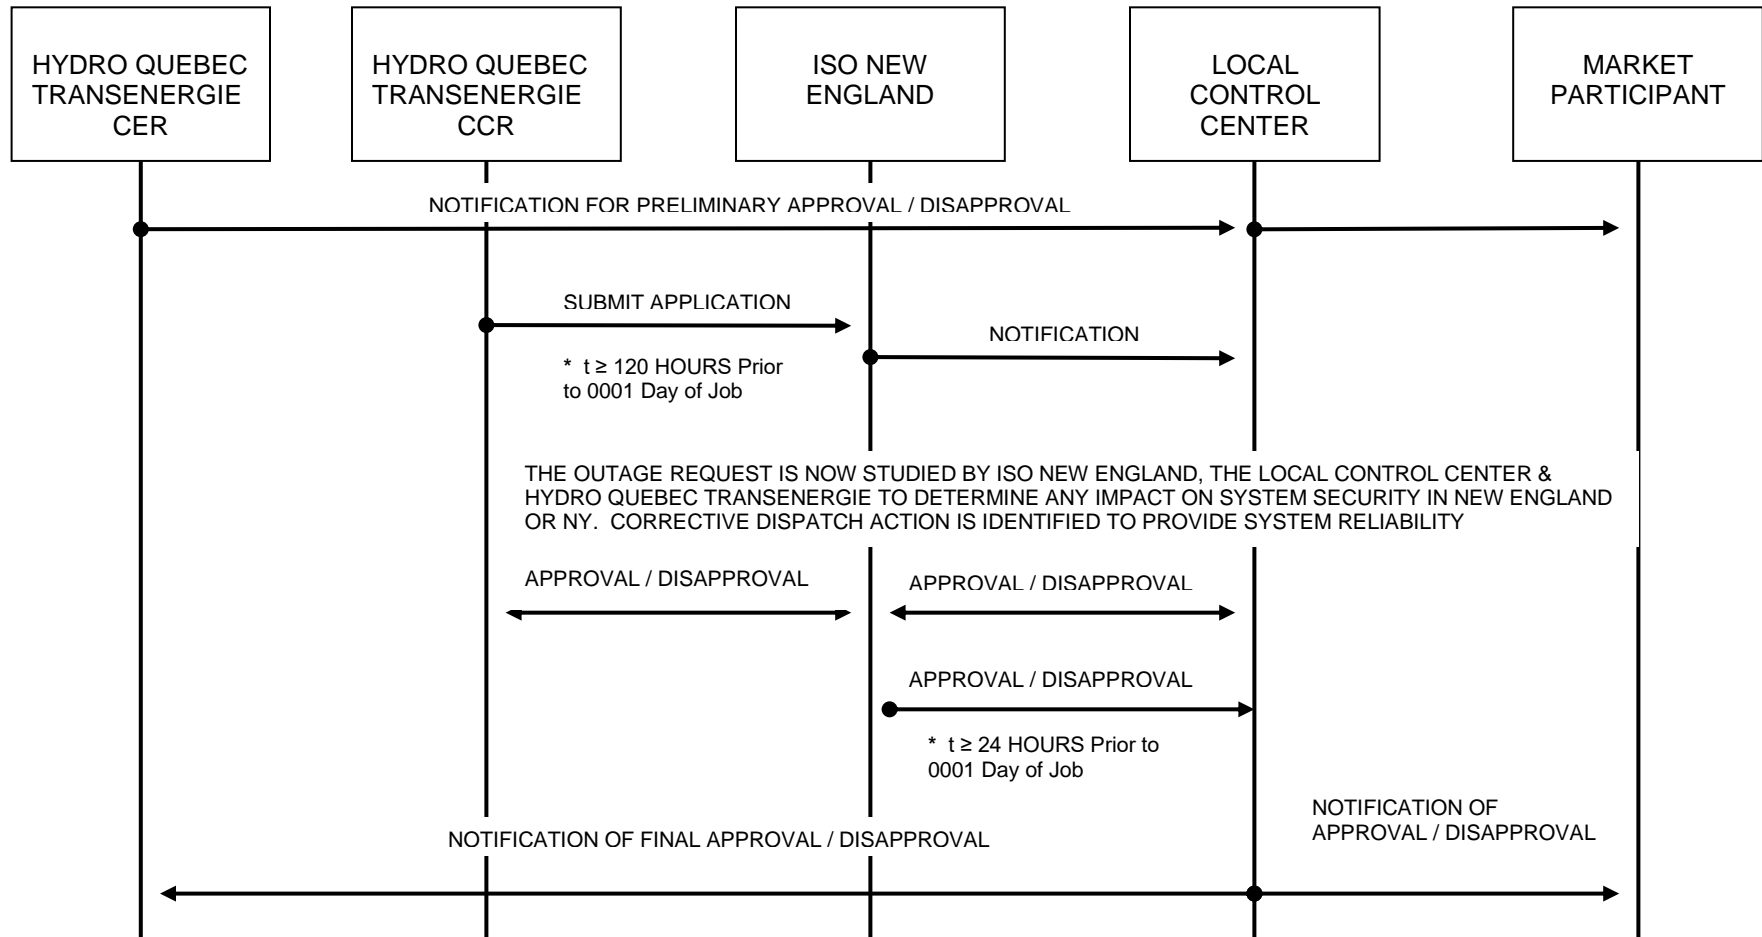 HYDRO QUEBEC
TRANSENERGIE
CER
HYDRO QUEBEC
TRANSENERGIE
CCR
ISO NEW
ENGLAND
LOCAL
CONTROL
CENTER
MARKET
PARTICIPANT
NOTIFICATION FOR PRELIMINARY APPROVAL / DISAPPROVAL
SUBMIT APPLICATION
* t ≥ 120 HOURS Prior
to 0001 Day of Job
NOTIFICATION
THE OUTAGE REQUEST IS NOW STUDIED BY ISO NEW ENGLAND, THE LOCAL CONTROL CENTER &
HYDRO QUEBEC TRANSENERGIE TO DETERMINE ANY IMPACT ON SYSTEM SECURITY IN NEW ENGLAND
OR NY. CORRECTIVE DISPATCH ACTION IS IDENTIFIED TO PROVIDE SYSTEM RELIABILITY
APPROVAL / DISAPPROVAL
APPROVAL / DISAPPROVAL
APPROVAL / DISAPPROVAL
* t ≥ 24 HOURS Prior to
0001 Day of Job
NOTIFICATION OF
APPROVAL / DISAPPROVAL
NOTIFICATION OF FINAL APPROVAL / DISAPPROVAL